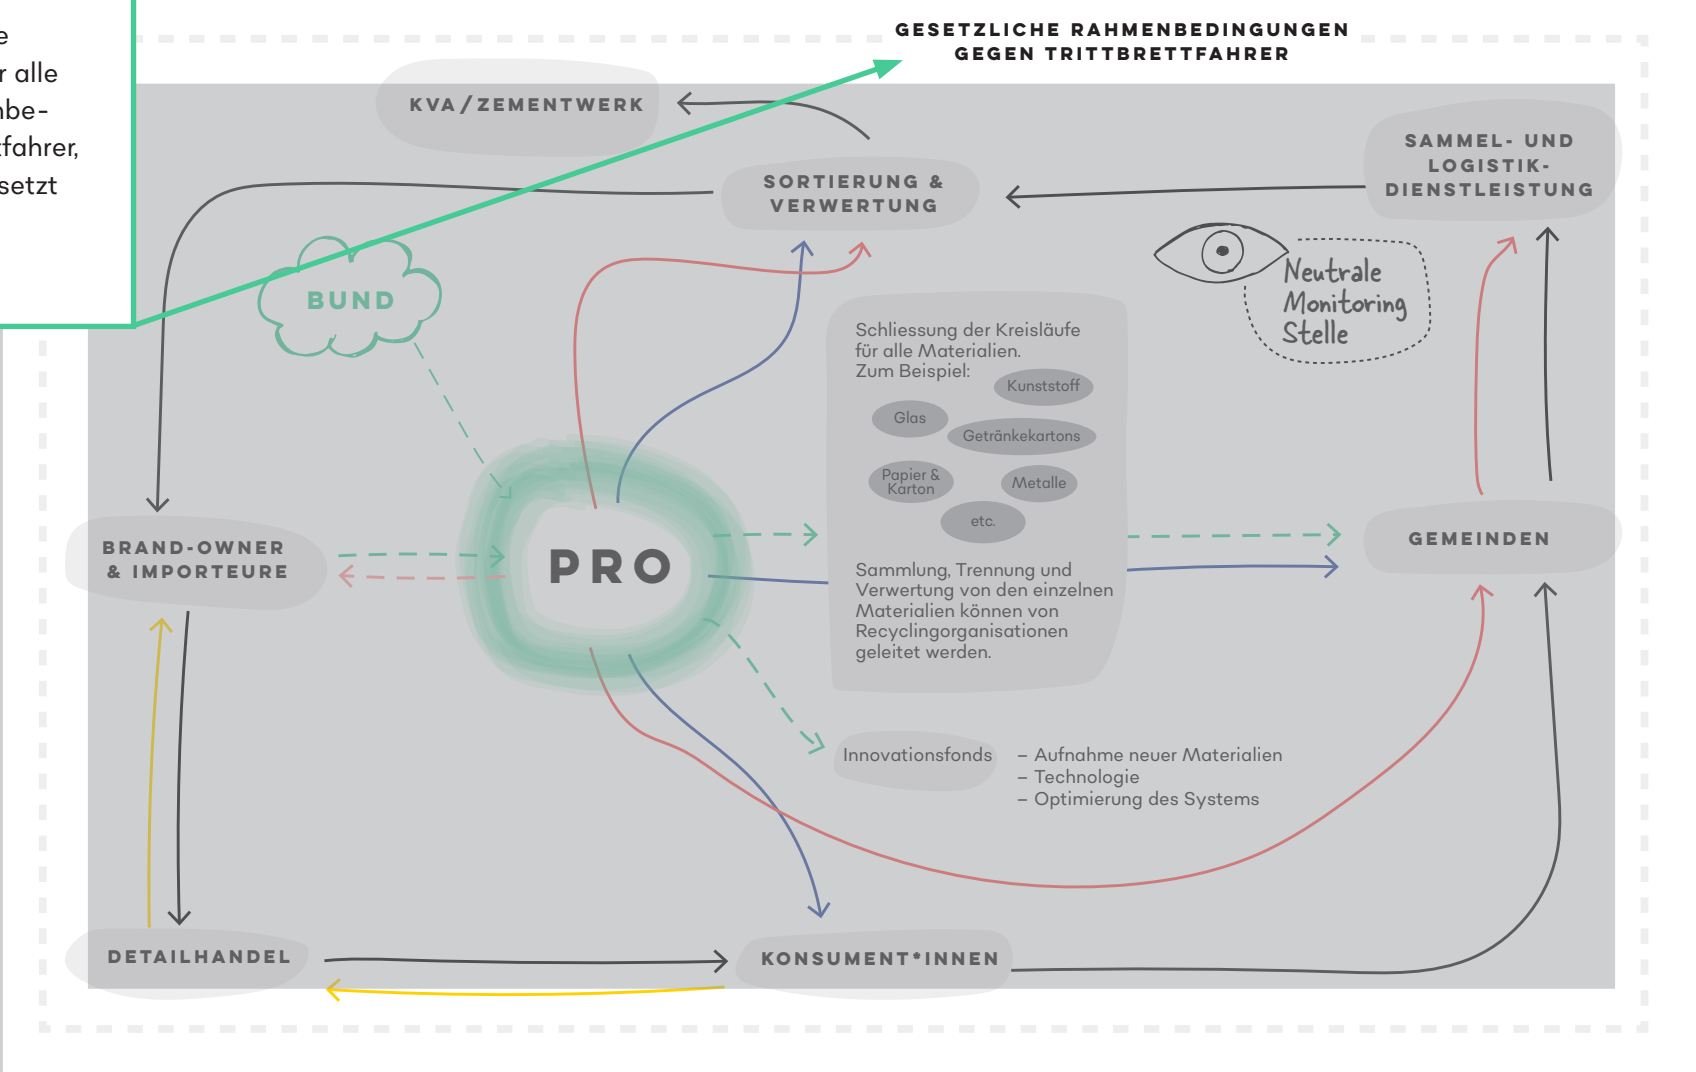 e
r alle
nbe-
tfahrer,
setzt
GESETZLICHE RAHMENBEDINGUNGEN
GEGEN TRITTBRETTFAHRER
KVA/ZEMENTWERK
SORTIERUNG &
VERWERTUNG
SAMMEL- UND
LOGISTIK-
DIENSTLEISTUNG
Neutrale
Monitoring
Stelle
BUND
Schliessung der Kreisläufe
für alle Materialien.
Zum Beispiel:
Kunststoff
Glas
Getränkekartons
Papier &
Karton
Metalle
etc.
BRAND-OWNER
& IMPORTEURE
PRO
GEMEINDEN
Sammlung, Trennung und
Verwertung von den einzelnen
Materialien können von
Recyclingorganisationen
geleitet werden.
Innovationsfonds
– Aufnahme neuer Materialien
– Technologie
– Optimierung des Systems
DETAILHANDEL
KONSUMENT*INNEN